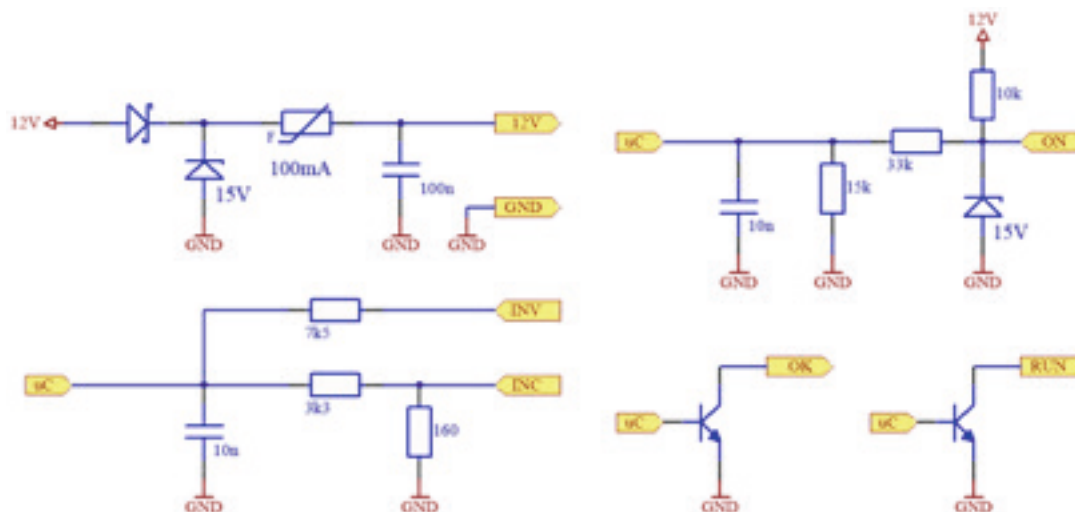 12V
15V
F
100mA
100n
12V
GND
GND
GND
GND
12V
10k
uC
33k
ON
10n
15k
15V
GND
GND
GND
7k5
INV
uC
3k3
INC
10n
160
GND
GND
OK
uC
GND
RUN
uC
GND